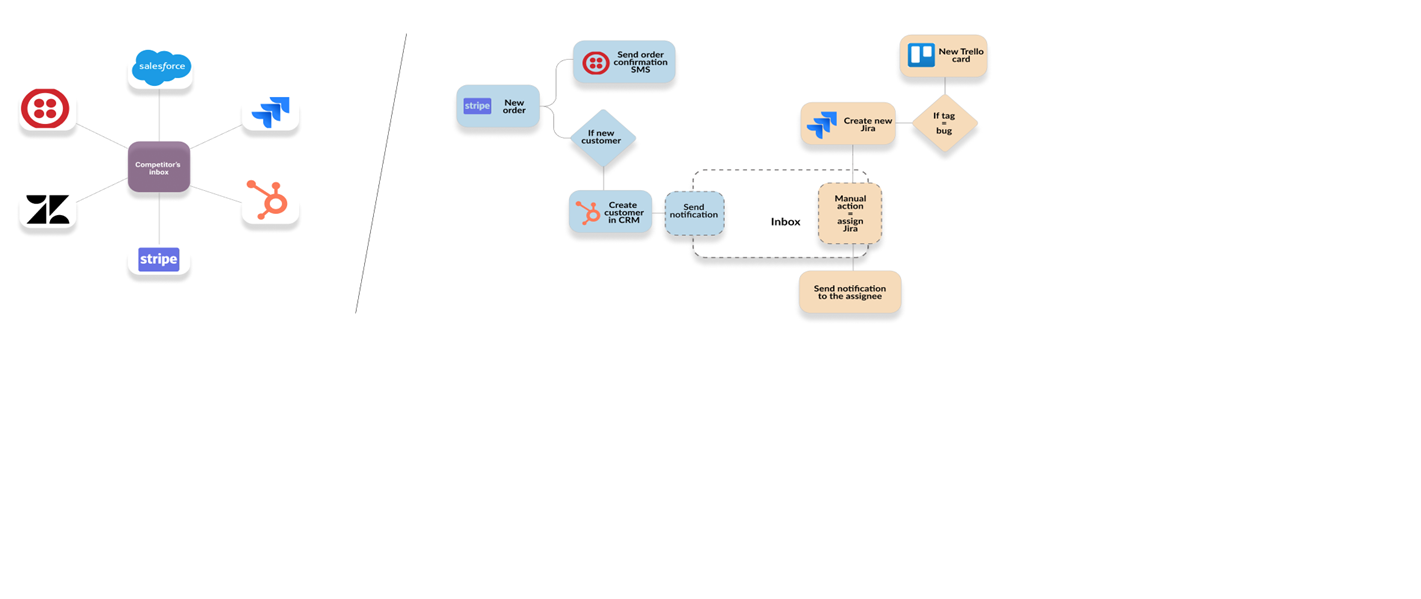 salesforce
Competitor's
inbox
stripe
Send order
confirmation
SMS
stripe
New
order
If new
customer
Create
customer
in CRM
Send
notification
Inbox
New Trello
card
If tag
=
bug
Create new
Jira
Manual
action
=
assign
Jira
Send notification
to the assignee